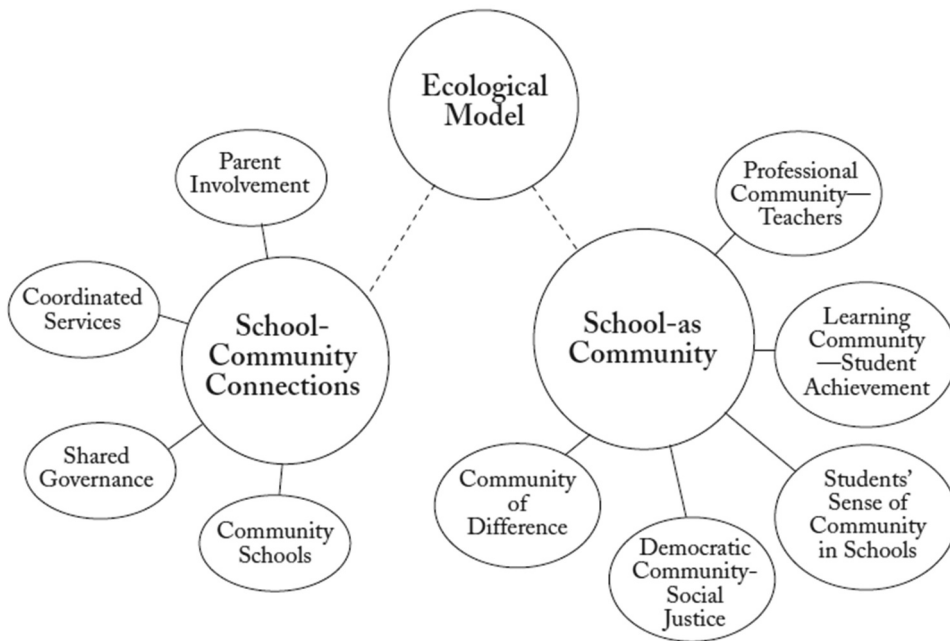 Ecological
Model
Parent
Involvement
Coordinated
Services
School-
Community
Connections
Shared
Governance
Community
Schools
School-as
Community
Professional
Community—
Teachers
Learning
Community
—Student
Achievement
Students’
Sense of
Community
in Schools
Democratic
Community-
Social
Justice
Community
of
Difference